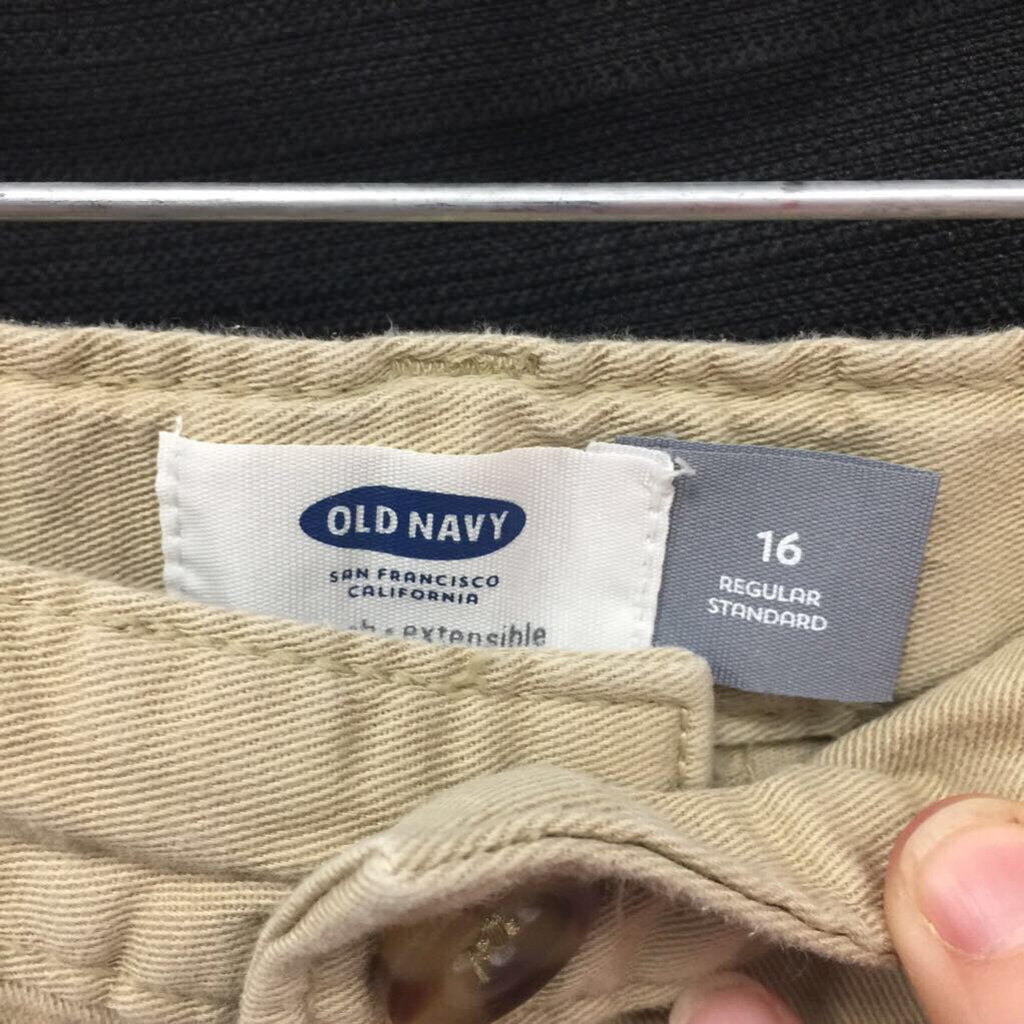 OLD NAVY
SAN FRANCISCO
CALIFORNIA
extensible
16
REGULAR
STANDARD